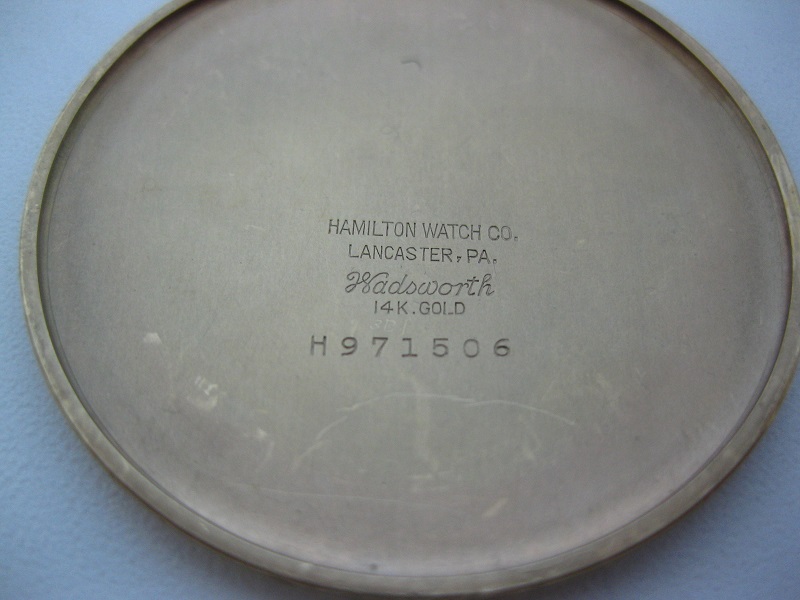 HAMILTON WATCH CO.
LANCASTER, PA.
Wadsworth
14K. GOLD
H971506